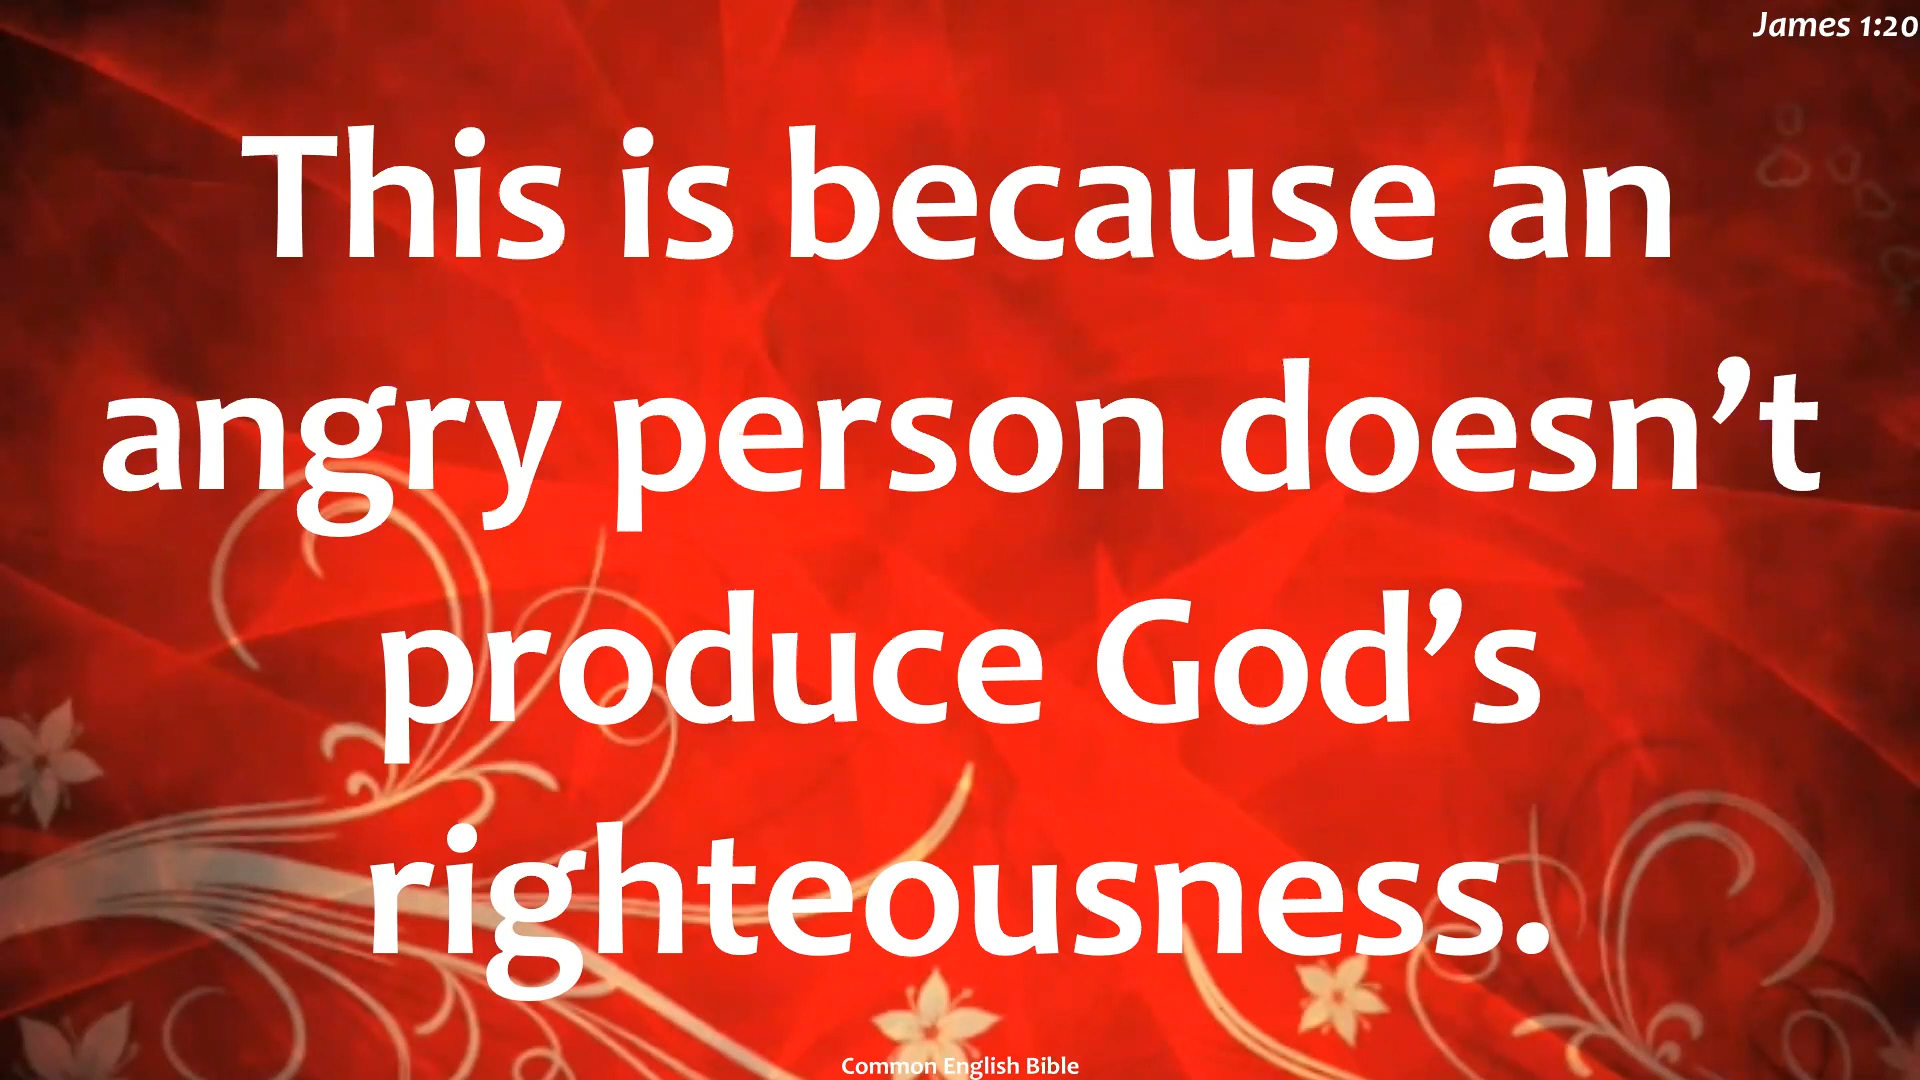 James 1:20
This is because an
angry person doesn’t
produce God’s
righteousness.
Common English Bible